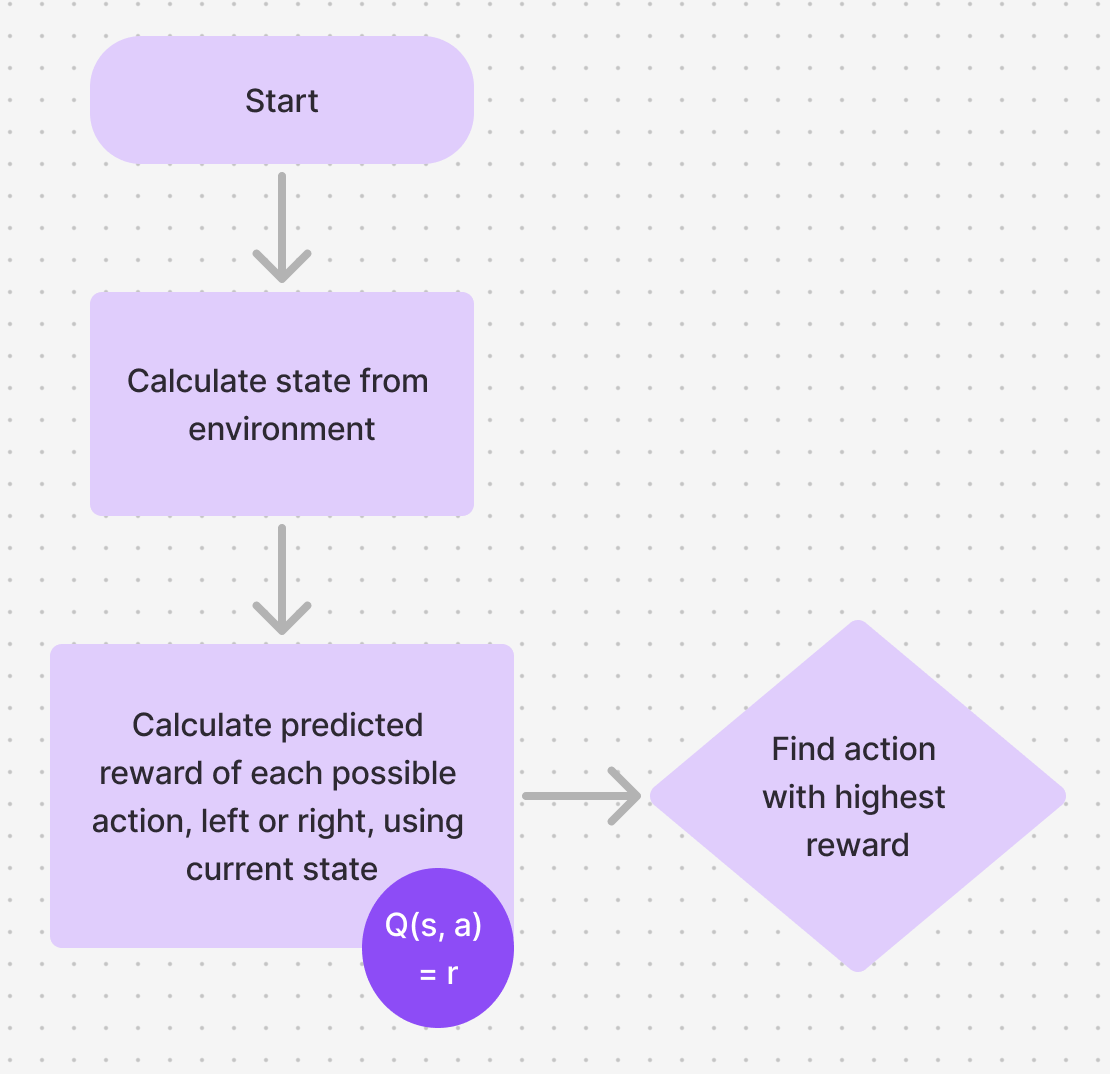 Start
Calculate state from
environment
Calculate predicted
reward of each possible
action, left or right, using
current state
Q(s, a)
= r
Find action
with highest
reward